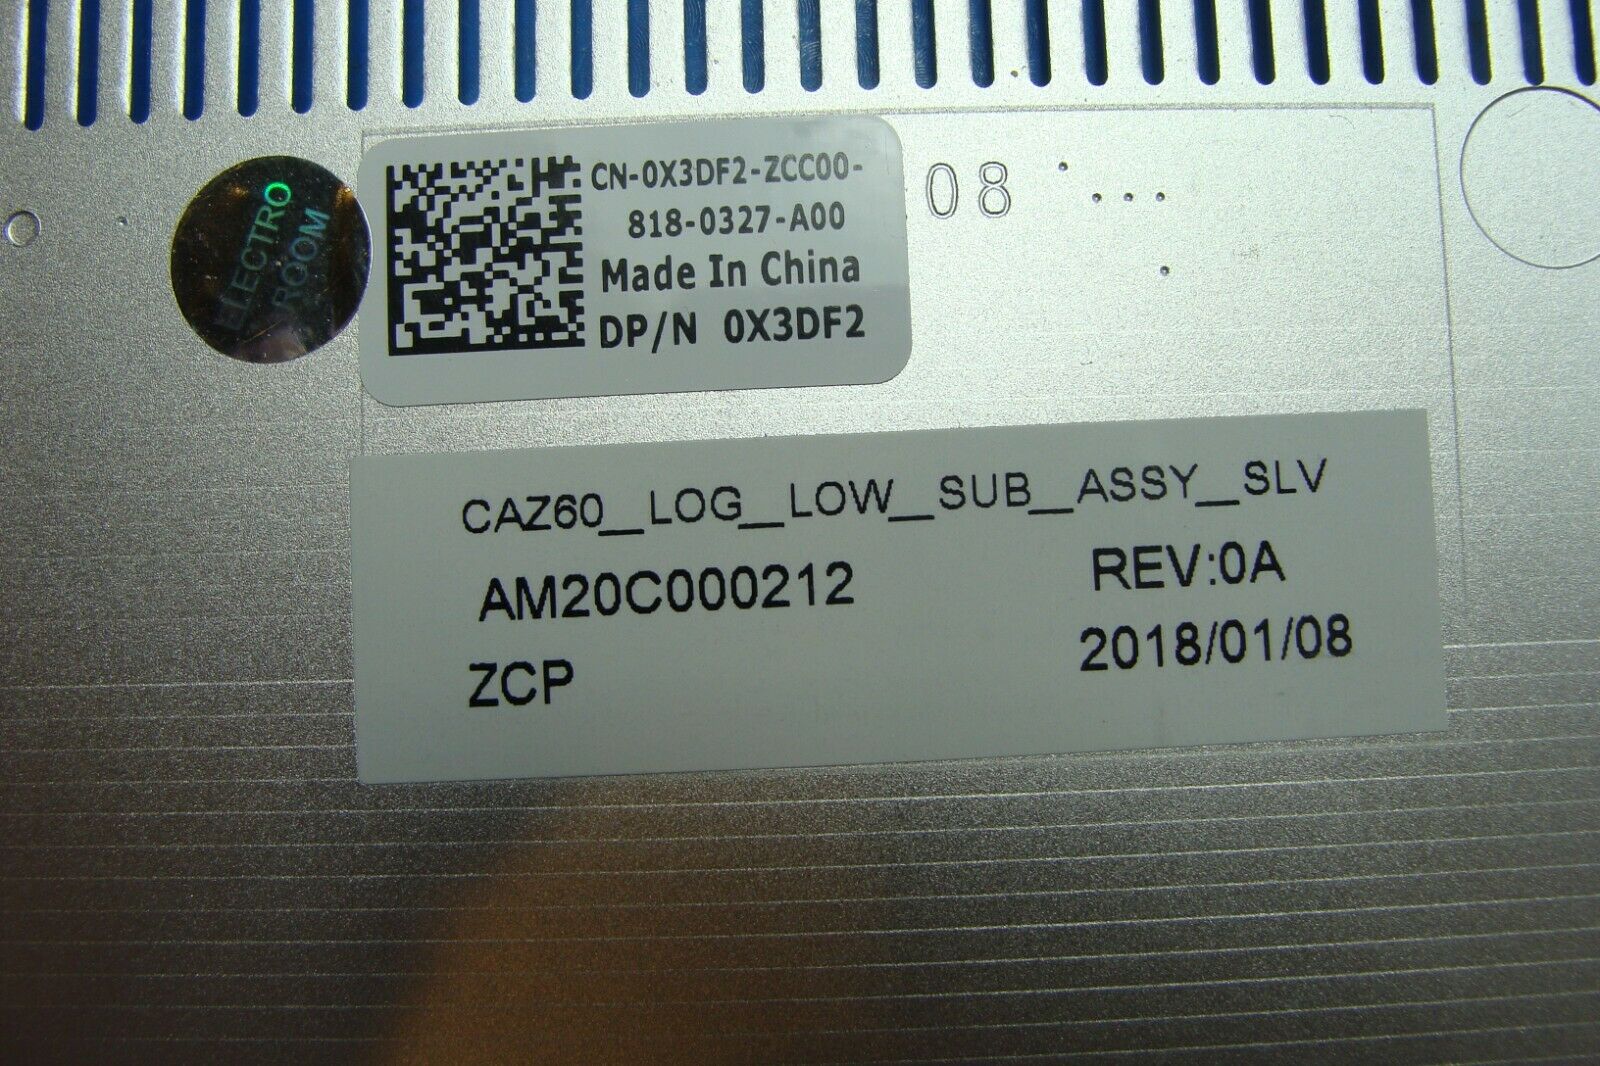 ELECTRO
ROOM
CN-0X3DF2-ZCC00-
818-0327-A00
Made In China
DP/N 0X3DF2
08
CAZ60_LOG_LOW_SUB_ASSY_SLV
AM20C000212 REV:0A
ZCP 2018/01/08